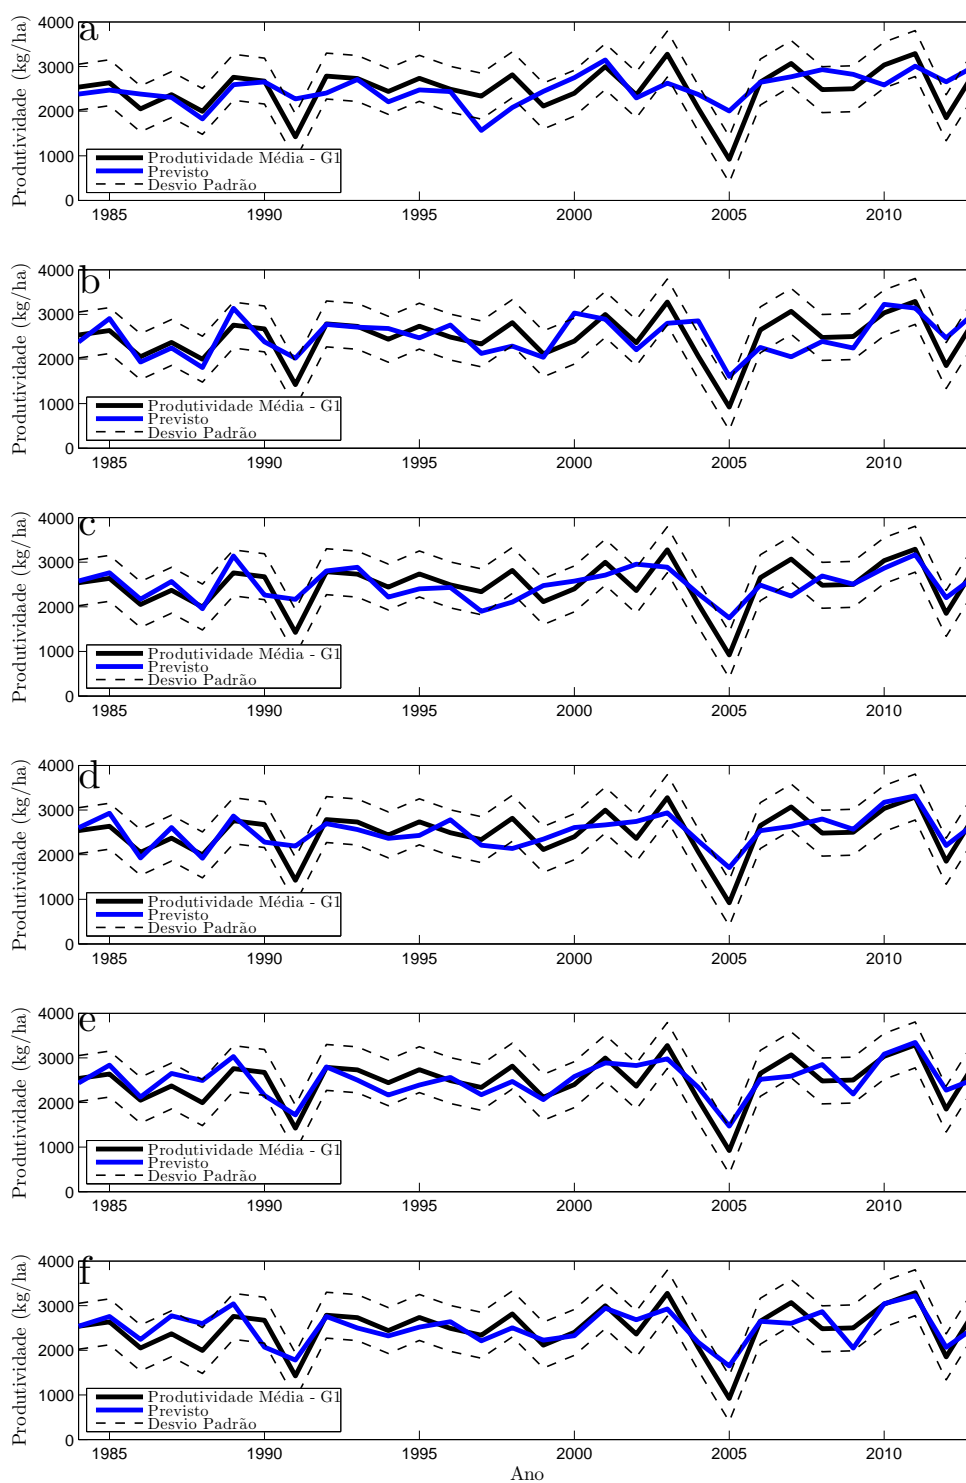 a
Produtividade (kg/ha)
4000
3000
2000
1000
0
Produtividade Média - G1
Previsto
Desvio Padrão
1985 1990 1995 2000 2005 2010
b
Produtividade (kg/ha)
4000
3000
2000
1000
0
Produtividade Média - G1
Previsto
Desvio Padrão
1985 1990 1995 2000 2005 2010
c
Produtividade (kg/ha)
4000
3000
2000
1000
0
Produtividade Média - G1
Previsto
Desvio Padrão
1985 1990 1995 2000 2005 2010
d
Produtividade (kg/ha)
4000
3000
2000
1000
0
Produtividade Média - G1
Previsto
Desvio Padrão
1985 1990 1995 2000 2005 2010
e
Produtividade (kg/ha)
4000
3000
2000
1000
0
Produtividade Média - G1
Previsto
Desvio Padrão
1985 1990 1995 2000 2005 2010
f
Produtividade (kg/ha)
4000
3000
2000
1000
0
Produtividade Média - G1
Previsto
Desvio Padrão
1985 1990 1995 2000 2005 2010
Ano